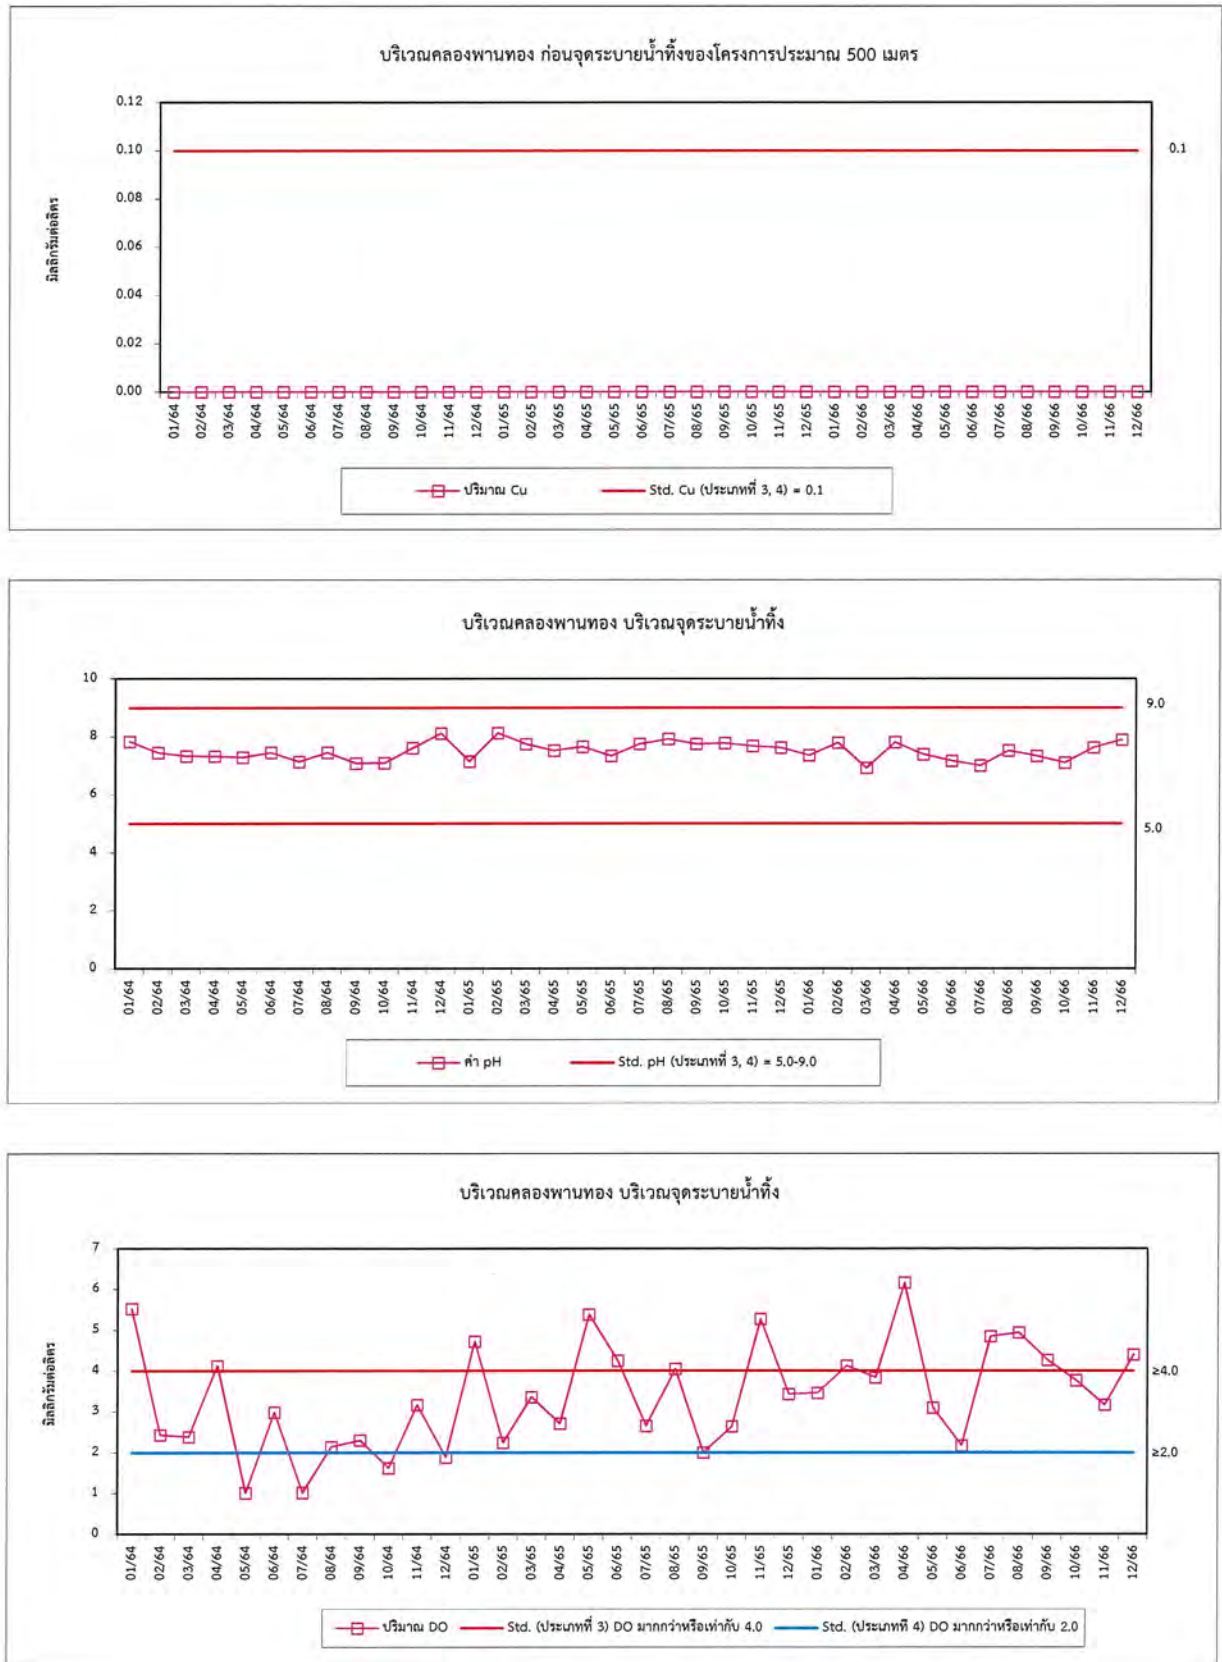 บริเวณคลองพานทอง ก่อนจุดระบายน้ำทิ้งของโครงการประมาณ 500 เมตร
0.12
0.10
0.08
0.06
0.04
0.02
0.00
มิลลิกรัมต่อลิตร
0.1
01/64 02/64 03/64 04/64 05/64 06/64 07/64 08/64 09/64 10/64 11/64 12/64 01/65 02/65 03/65 04/65 05/65 06/65 07/65 08/65 09/65 10/65 11/65 12/65 01/66 02/66 03/66 04/66 05/66 06/66 07/66 08/66 09/66 10/66 11/66 12/66
ปริมาณ Cu Std. Cu (ประเภทที่ 3, 4) = 0.1
บริเวณคลองพานทอง บริเวณจุดระบายน้ำทิ้ง
10
8
6
4
2
0
9.0
5.0
01/64 02/64 03/64 04/64 05/64 06/64 07/64 08/64 09/64 10/64 11/64 12/64 01/65 02/65 03/65 04/65 05/65 06/65 07/65 08/65 09/65 10/65 11/65 12/65 01/66 02/66 03/66 04/66 05/66 06/66 07/66 08/66 09/66 10/66 11/66 12/66
ค่า pH Std. pH (ประเภทที่ 3, 4) = 5.0-9.0
บริเวณคลองพานทอง บริเวณจุดระบายน้ำทิ้ง
7
6
5
4
3
2
1
0
มิลลิกรัมต่อลิตร
≥4.0
≥2.0
01/64 02/64 03/64 04/64 05/64 06/64 07/64 08/64 09/64 10/64 11/64 12/64 01/65 02/65 03/65 04/65 05/65 06/65 07/65 08/65 09/65 10/65 11/65 12/65 01/66 02/66 03/66 04/66 05/66 06/66 07/66 08/66 09/66 10/66 11/66 12/66
ปริมาณ DO Std. (ประเภทที่ 3) DO มากกว่าหรือเท่ากับ 4.0 Std. (ประเภทที่ 4) DO มากกว่าหรือเท่ากับ 2.0